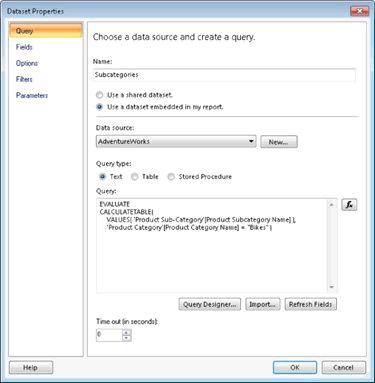 Dataset Properties
Query
Fields
Options
Filters
Parameters
Choose a data source and create a query.
Name:
Subcategories
Use a shared dataset.
Use a dataset embedded in my report.
Data source:
AdventureWorks
New...
Query type:
Text Table Stored Procedure
Query:
EVALUATE
CALCULATETABLE(
VALUES( 'Product Sub-Category'[Product Subcategory Name] ),
'Product Category'[Product Category Name] = "Bikes" )
fx
Query Designer... Import... Refresh Fields
Time out (in seconds):
0
Help OK Cancel